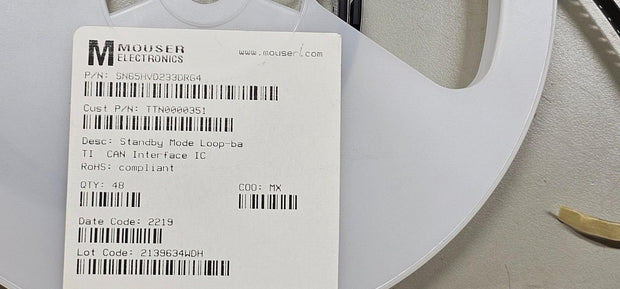 M MOUSER
ELECTRONICS
www.mouser.com
P/N: SN65HVD233DRG4
Cust P/N: TTN0000351
Desc: Standby Mode Loop-ba
TI CAN Interface IC
RoHS: compliant
QTY: 48
COO: MX
Date Code: 2219
Lot Code: 2139634WDH